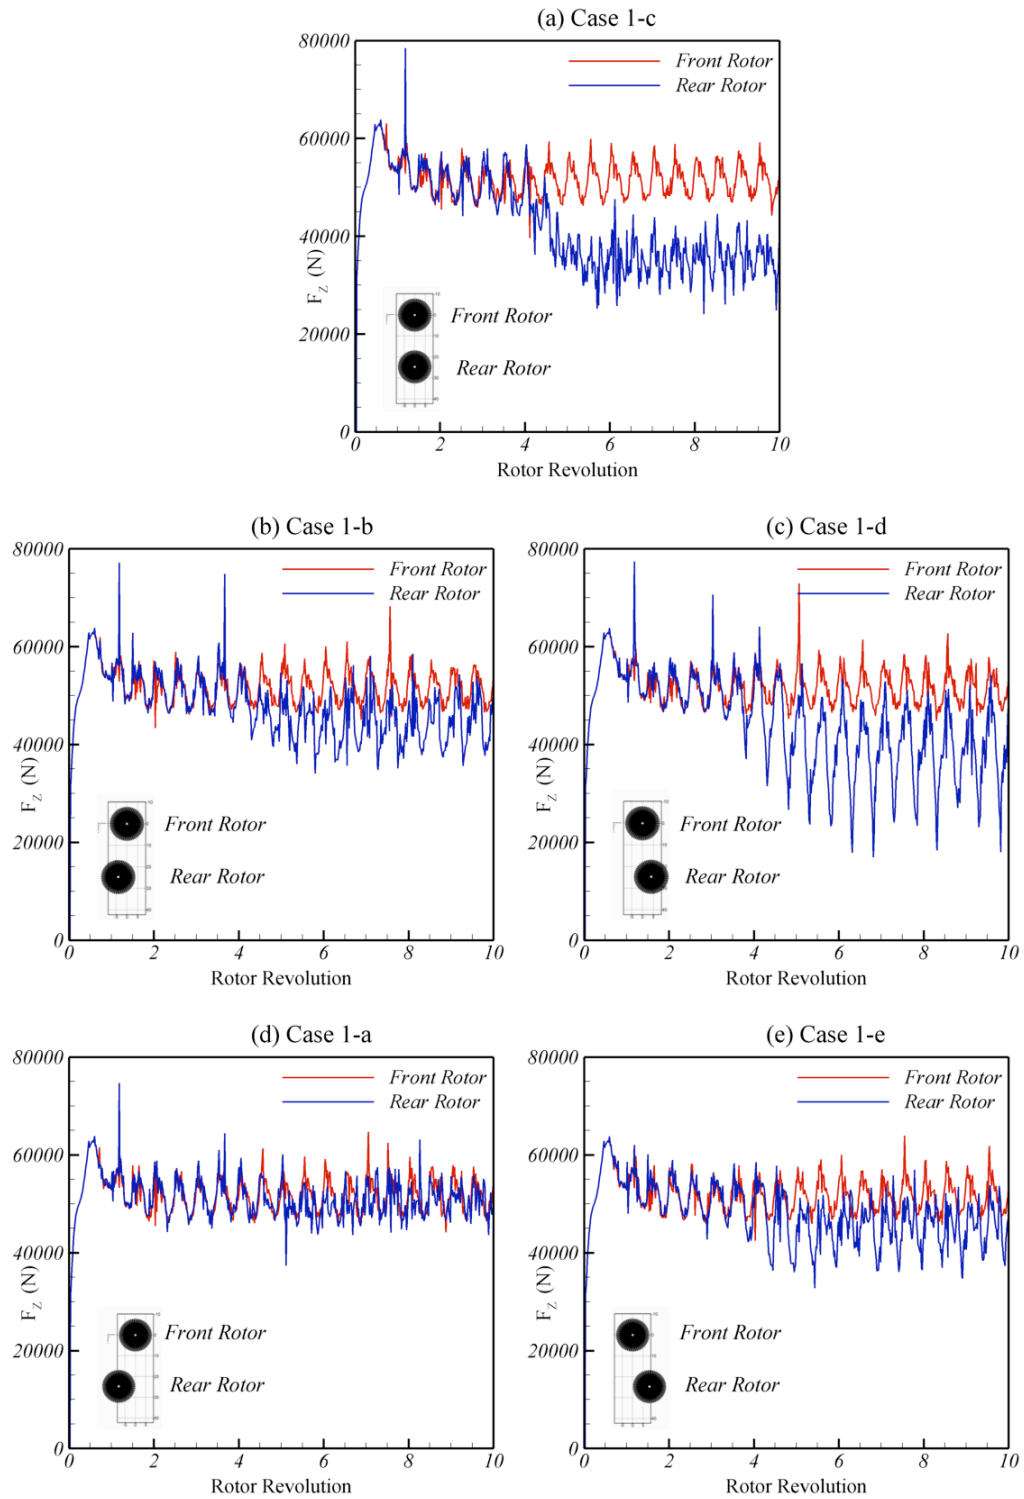 (a) Case 1-c
80000
60000
40000
20000
0
F_Z (N)
Front Rotor
Rear Rotor
Front Rotor
Rear Rotor
0 2 4 6 8 10
Rotor Revolution
(b) Case 1-b
80000
60000
40000
20000
0
F_Z (N)
Front Rotor
Rear Rotor
Front Rotor
Rear Rotor
0 2 4 6 8 10
Rotor Revolution
(c) Case 1-d
80000
60000
40000
20000
0
F_Z (N)
Front Rotor
Rear Rotor
Front Rotor
Rear Rotor
0 2 4 6 8 10
Rotor Revolution
(d) Case 1-a
80000
60000
40000
20000
0
F_Z (N)
Front Rotor
Rear Rotor
Front Rotor
Rear Rotor
0 2 4 6 8 10
Rotor Revolution
(e) Case 1-e
80000
60000
40000
20000
0
F_Z (N)
Front Rotor
Rear Rotor
Front Rotor
Rear Rotor
0 2 4 6 8 10
Rotor Revolution